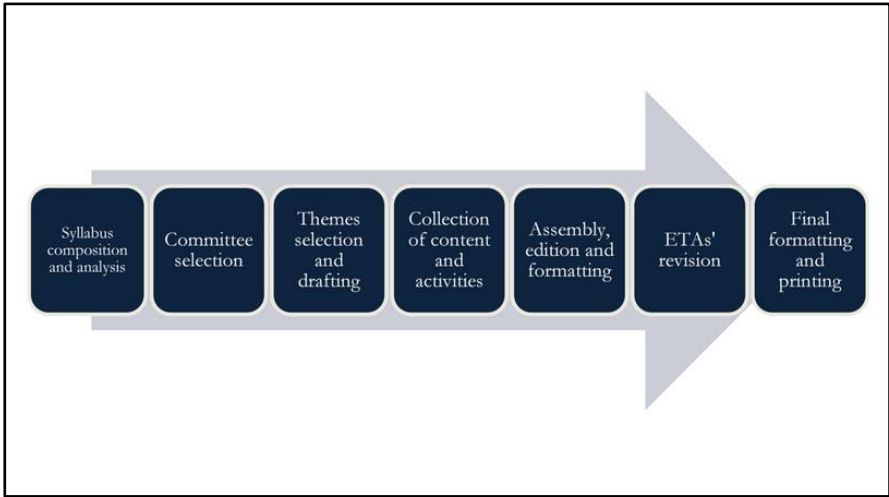 Syllabus
composition
and analysis
Committee
selection
Themes
selection
and
drafting
Collection
of content
and
activities
Assembly,
edition and
formatting
ETAs'
revision
Final
formatting
and
printing